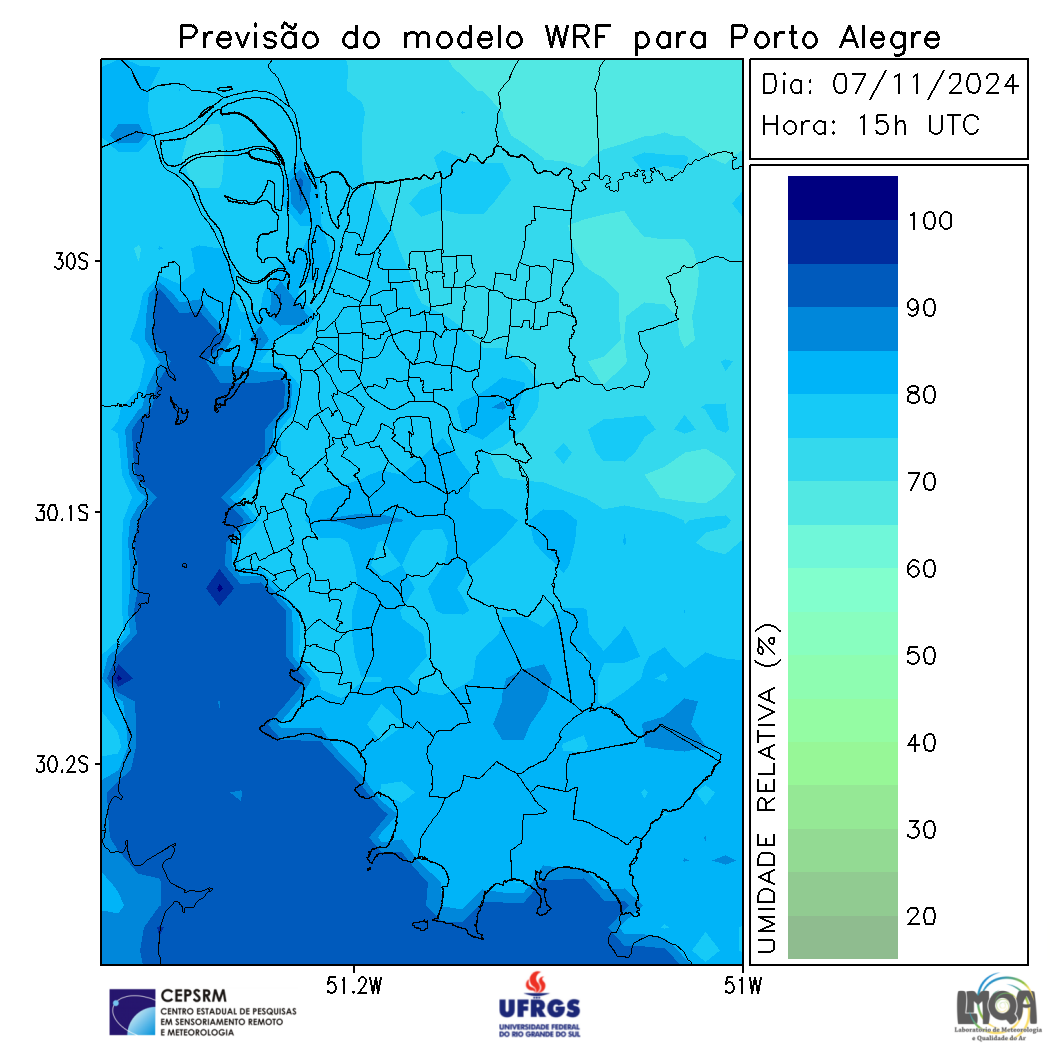 Previsão do modelo WRF para Porto Alegre
Dia: 07/11/2024
Hora: 15h UTC
30S
30.1S
30.2S
51.2W
51W
UMIDADE RELATIVA (%)
100
90
80
70
60
50
40
30
20
CEPSRM
CENTRO ESTADUAL DE PESQUISAS
EM SENSORIAMENTO REMOTO
E METEOROLOGIA
UFRGS
UNIVERSIDADE FEDERAL
DO RIO GRANDE DO SUL
LMQA
Laboratório de Meteorologia
e Qualidade do Ar